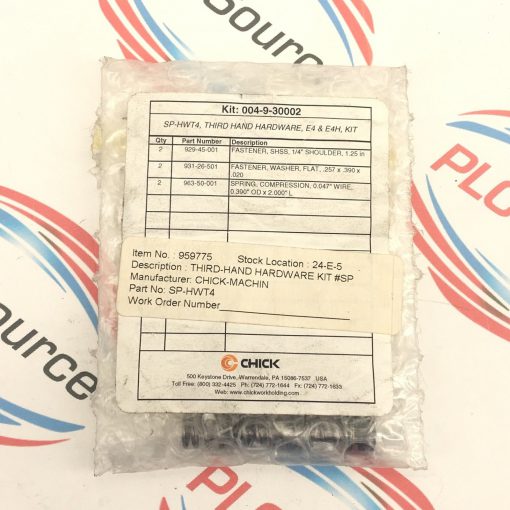 Kit: 004-9-30002
SP-HWT4, THIRD HAND HARDWARE, E4 & E4H, KIT
Qty Part Number Description
2 929-45-001 FASTENER, SHSS, 1/4" SHOULDER, 1.25 in
2 931-26-501 FASTENER, WASHER, FLAT, .257 x .390 x
.020
2 963-50-001 SPRING, COMPRESSION, 0.047" WIRE,
0.390" OD x 2.000" L
Item No. : 959775 Stock Location : 24-E-5
Description : THIRD-HAND HARDWARE KIT #SP
Manufacturer: CHICK-MACHIN
Part No: SP-HWT4
Work Order Number
CHICK
500 Keystone Drive, Warrendale, PA 15086-7537 USA
Toll Free: (800) 332-4425 Ph: (724) 772-1644 Fx: (724) 772-1633
Web: www.chickworkholding.com
Source
PLC
Source
PLC
PLC